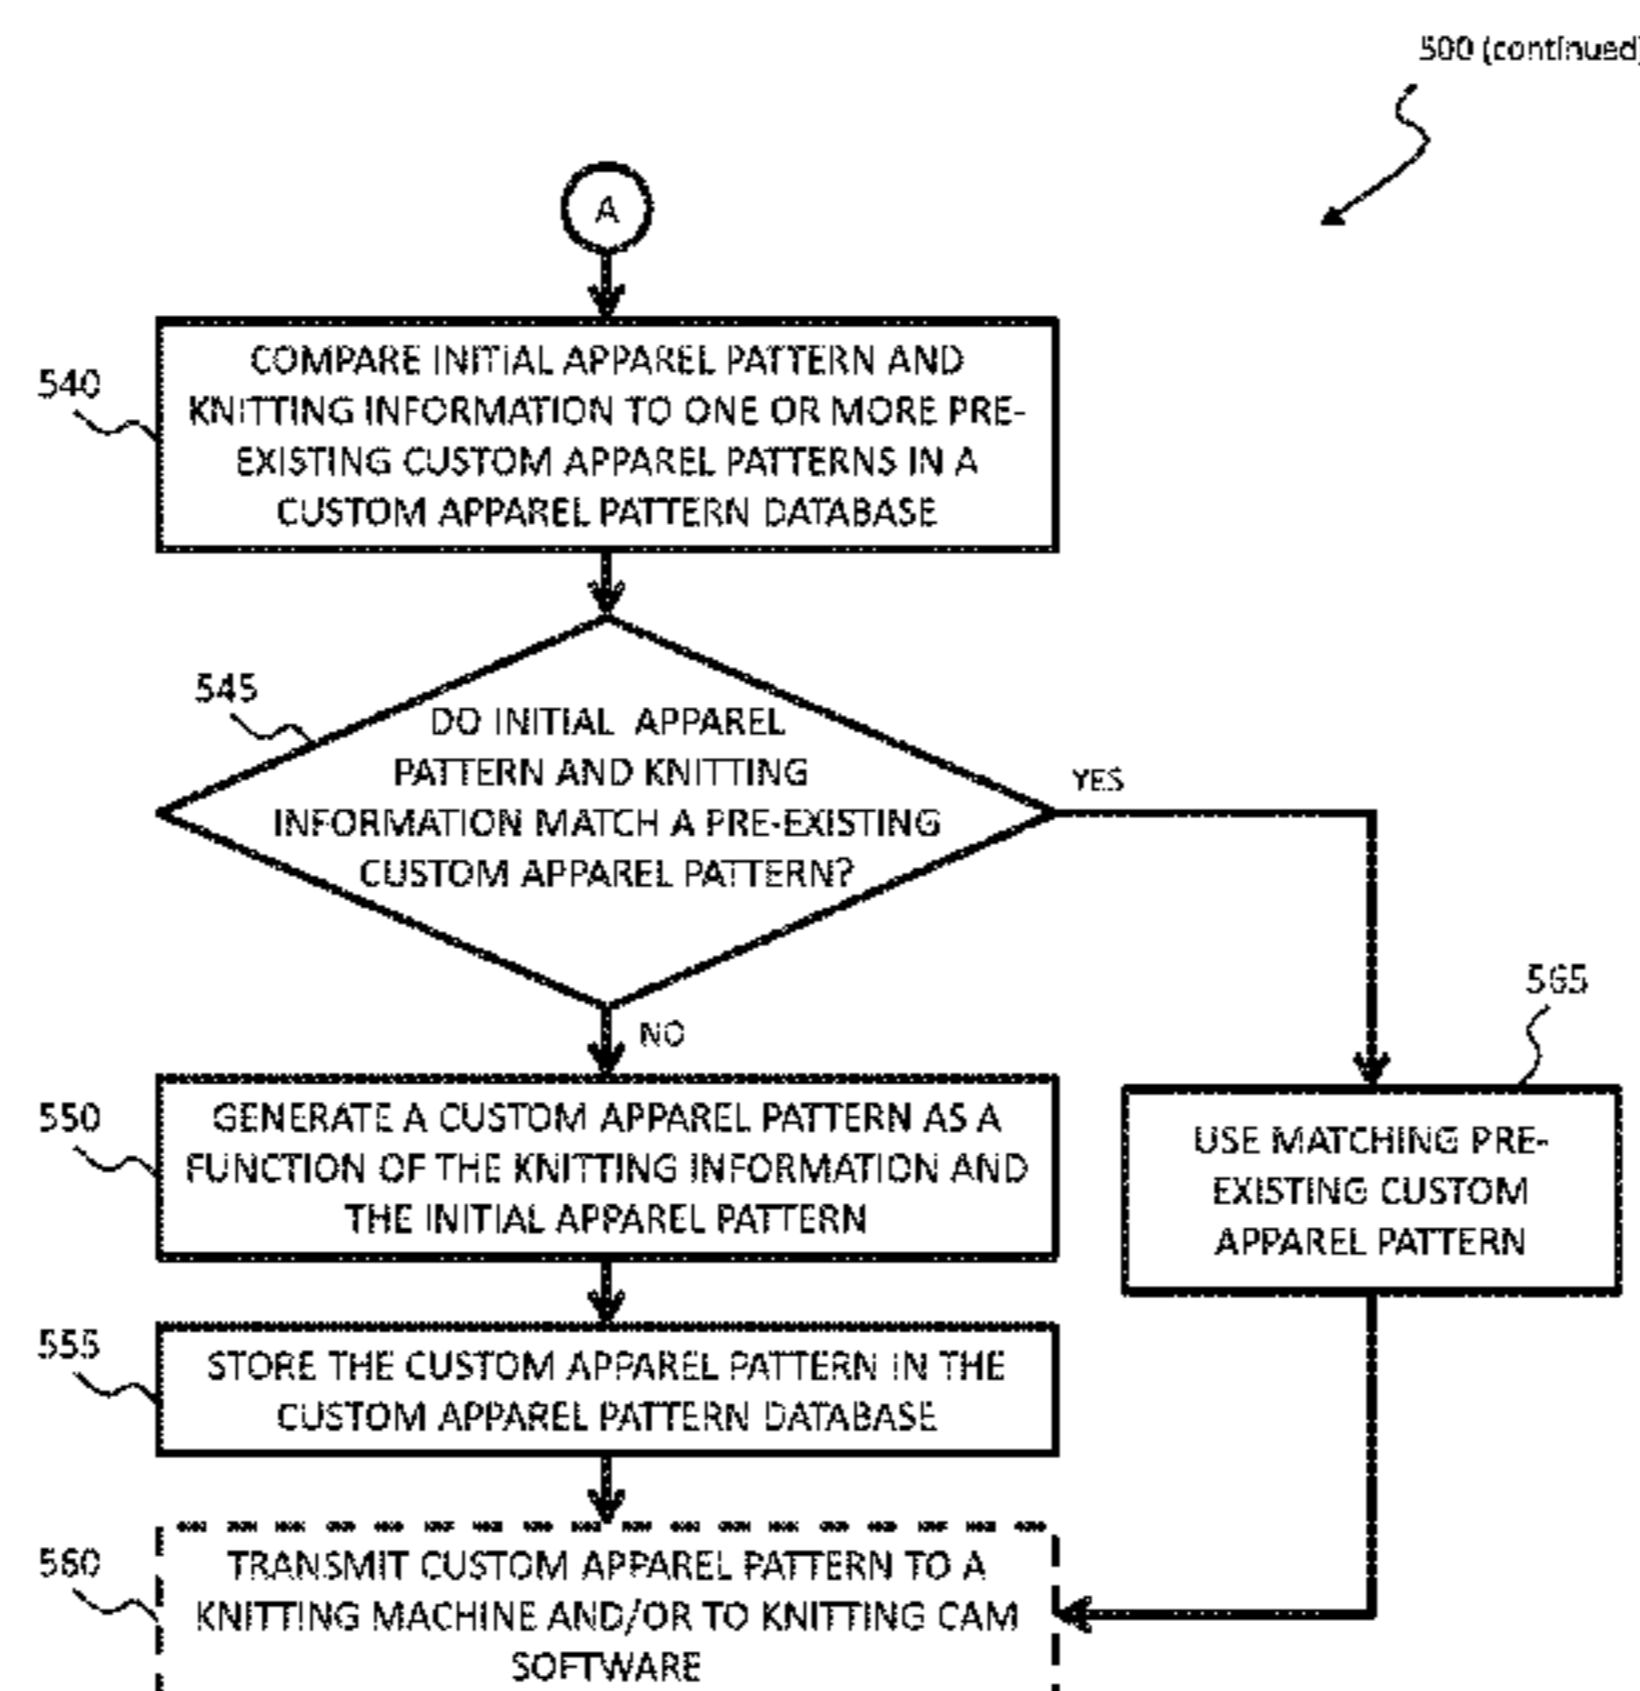 500 (continued)
A
540
COMPARE INITIAL APPAREL PATTERN AND
KNITTING INFORMATION TO ONE OR MORE PRE-
EXISTING CUSTOM APPAREL PATTERNS IN A
CUSTOM APPAREL PATTERN DATABASE
545
DO INITIAL APPAREL
PATTERN AND KNITTING
INFORMATION MATCH A PRE-EXISTING
CUSTOM APPAREL PATTERN?
YES
NO
565
550
GENERATE A CUSTOM APPAREL PATTERN AS A
FUNCTION OF THE KNITTING INFORMATION AND
THE INITIAL APPAREL PATTERN
USE MATCHING PRE-
EXISTING CUSTOM
APPAREL PATTERN
555
STORE THE CUSTOM APPAREL PATTERN IN THE
CUSTOM APPAREL PATTERN DATABASE
560
TRANSMIT CUSTOM APPAREL PATTERN TO A
KNITTING MACHINE AND/OR TO KNITTING CAM
SOFTWARE